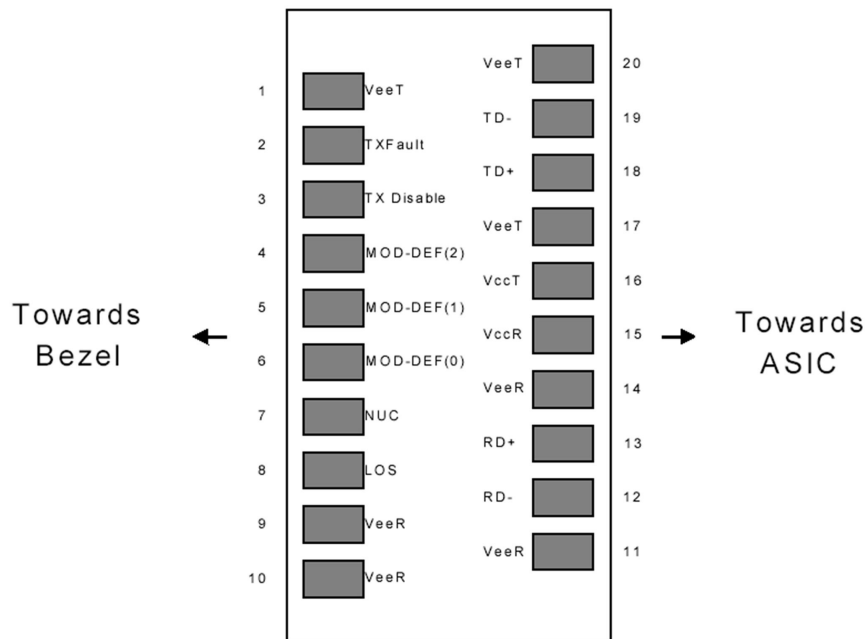 VeeT 20
1 VeeT
TD- 19
2 TXFault
TD+ 18
3 TX Disable
VeeT 17
4 MOD-DEF(2)
VccT 16
5 MOD-DEF(1)
Towards
Bezel
VccR 15
Towards
ASIC
6 MOD-DEF(0)
VeeR 14
7 NUC
RD+ 13
8 LOS
RD- 12
9 VeeR
VeeR 11
10 VeeR